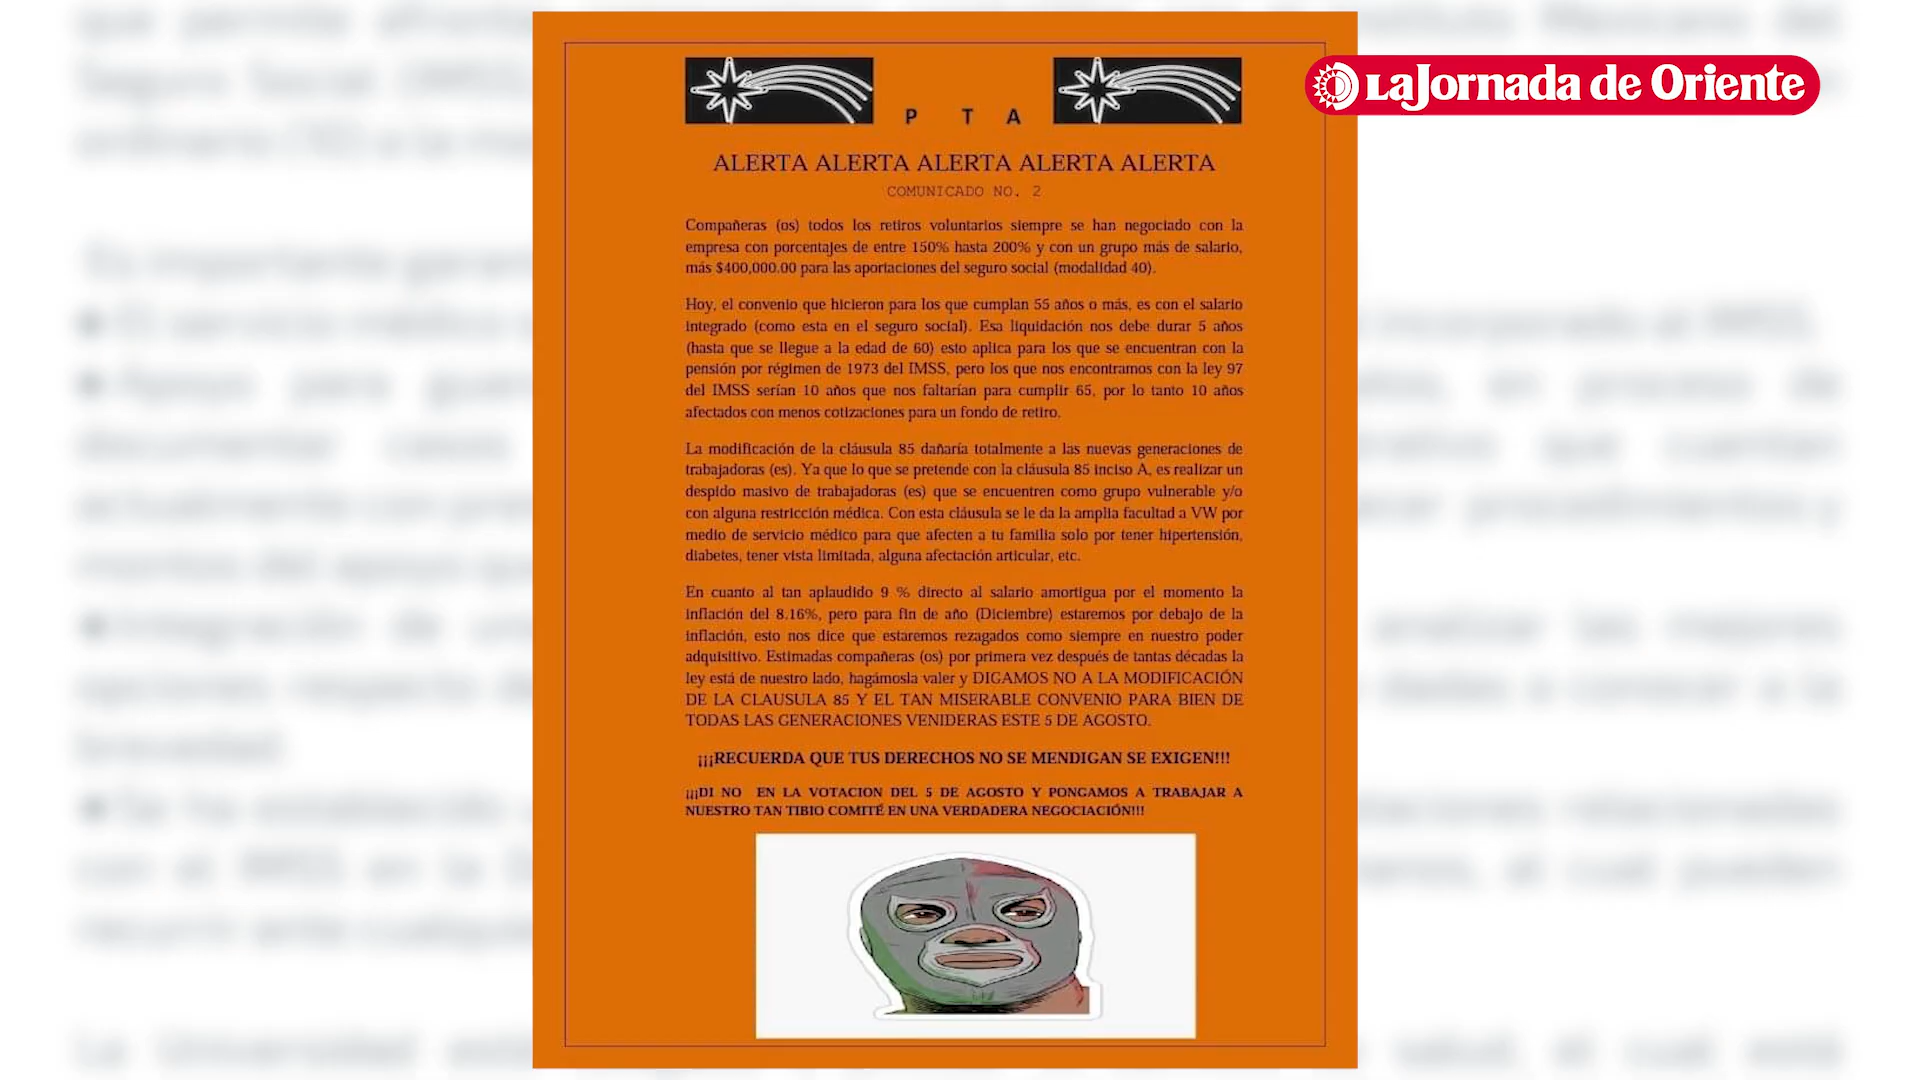 LaJornada de Oriente
P T A
ALERTA ALERTA ALERTA ALERTA ALERTA
COMUNICADO NO. 2
Compañeras (os) todos los retiros voluntarios siempre se han negociado con la
empresa con porcentajes de entre 150% hasta 200% y con un grupo más de salario,
más $400,000.00 para las aportaciones del seguro social (modalidad 40).
Hoy, el convenio que hicieron para los que cumplan 55 años o más, es con el salario
integrado (como esta en el seguro social). Esa liquidación nos debe durar 5 años
(hasta que se llegue a la edad de 60) esto aplica para los que se encuentran con la
pensión por régimen de 1973 del IMSS, pero los que nos encontramos con la ley 97
del IMSS serían 10 años que nos faltarían para cumplir 65, por lo tanto 10 años
afectados con menos cotizaciones para un fondo de retiro.
La modificación de la cláusula 85 dañaría totalmente a las nuevas generaciones de
trabajadoras (es). Ya que lo que se pretende con la cláusula 85 inciso A, es realizar un
despido masivo de trabajadoras (es) que se encuentren como grupo vulnerable y/o
con alguna restricción médica. Con esta cláusula se le da la amplia facultad a VW por
medio de servicio médico para que afecten a tu familia solo por tener hipertensión,
diabetes, tener vista limitada, alguna afectación articular, etc.
En cuanto al tan aplaudido 9 % directo al salario amortigua por el momento la
inflación del 8.16%, pero para fin de año (Diciembre) estaremos por debajo de la
inflación, esto nos dice que estaremos rezagados como siempre en nuestro poder
adquisitivo. Estimadas compañeras (os) por primera vez después de tantas décadas la
ley está de nuestro lado, hagámosla valer y DIGAMOS NO A LA MODIFICACIÓN
DE LA CLAUSULA 85 Y EL TAN MISERABLE CONVENIO PARA BIEN DE
TODAS LAS GENERACIONES VENIDERAS ESTE 5 DE AGOSTO.
¡¡¡RECUERDA QUE TUS DERECHOS NO SE MENDIGAN SE EXIGEN!!!
¡¡¡DI NO EN LA VOTACION DEL 5 DE AGOSTO Y PONGAMOS A TRABAJAR A
NUESTRO TAN TIBIO COMITÉ EN UNA VERDADERA NEGOCIACIÓN!!!